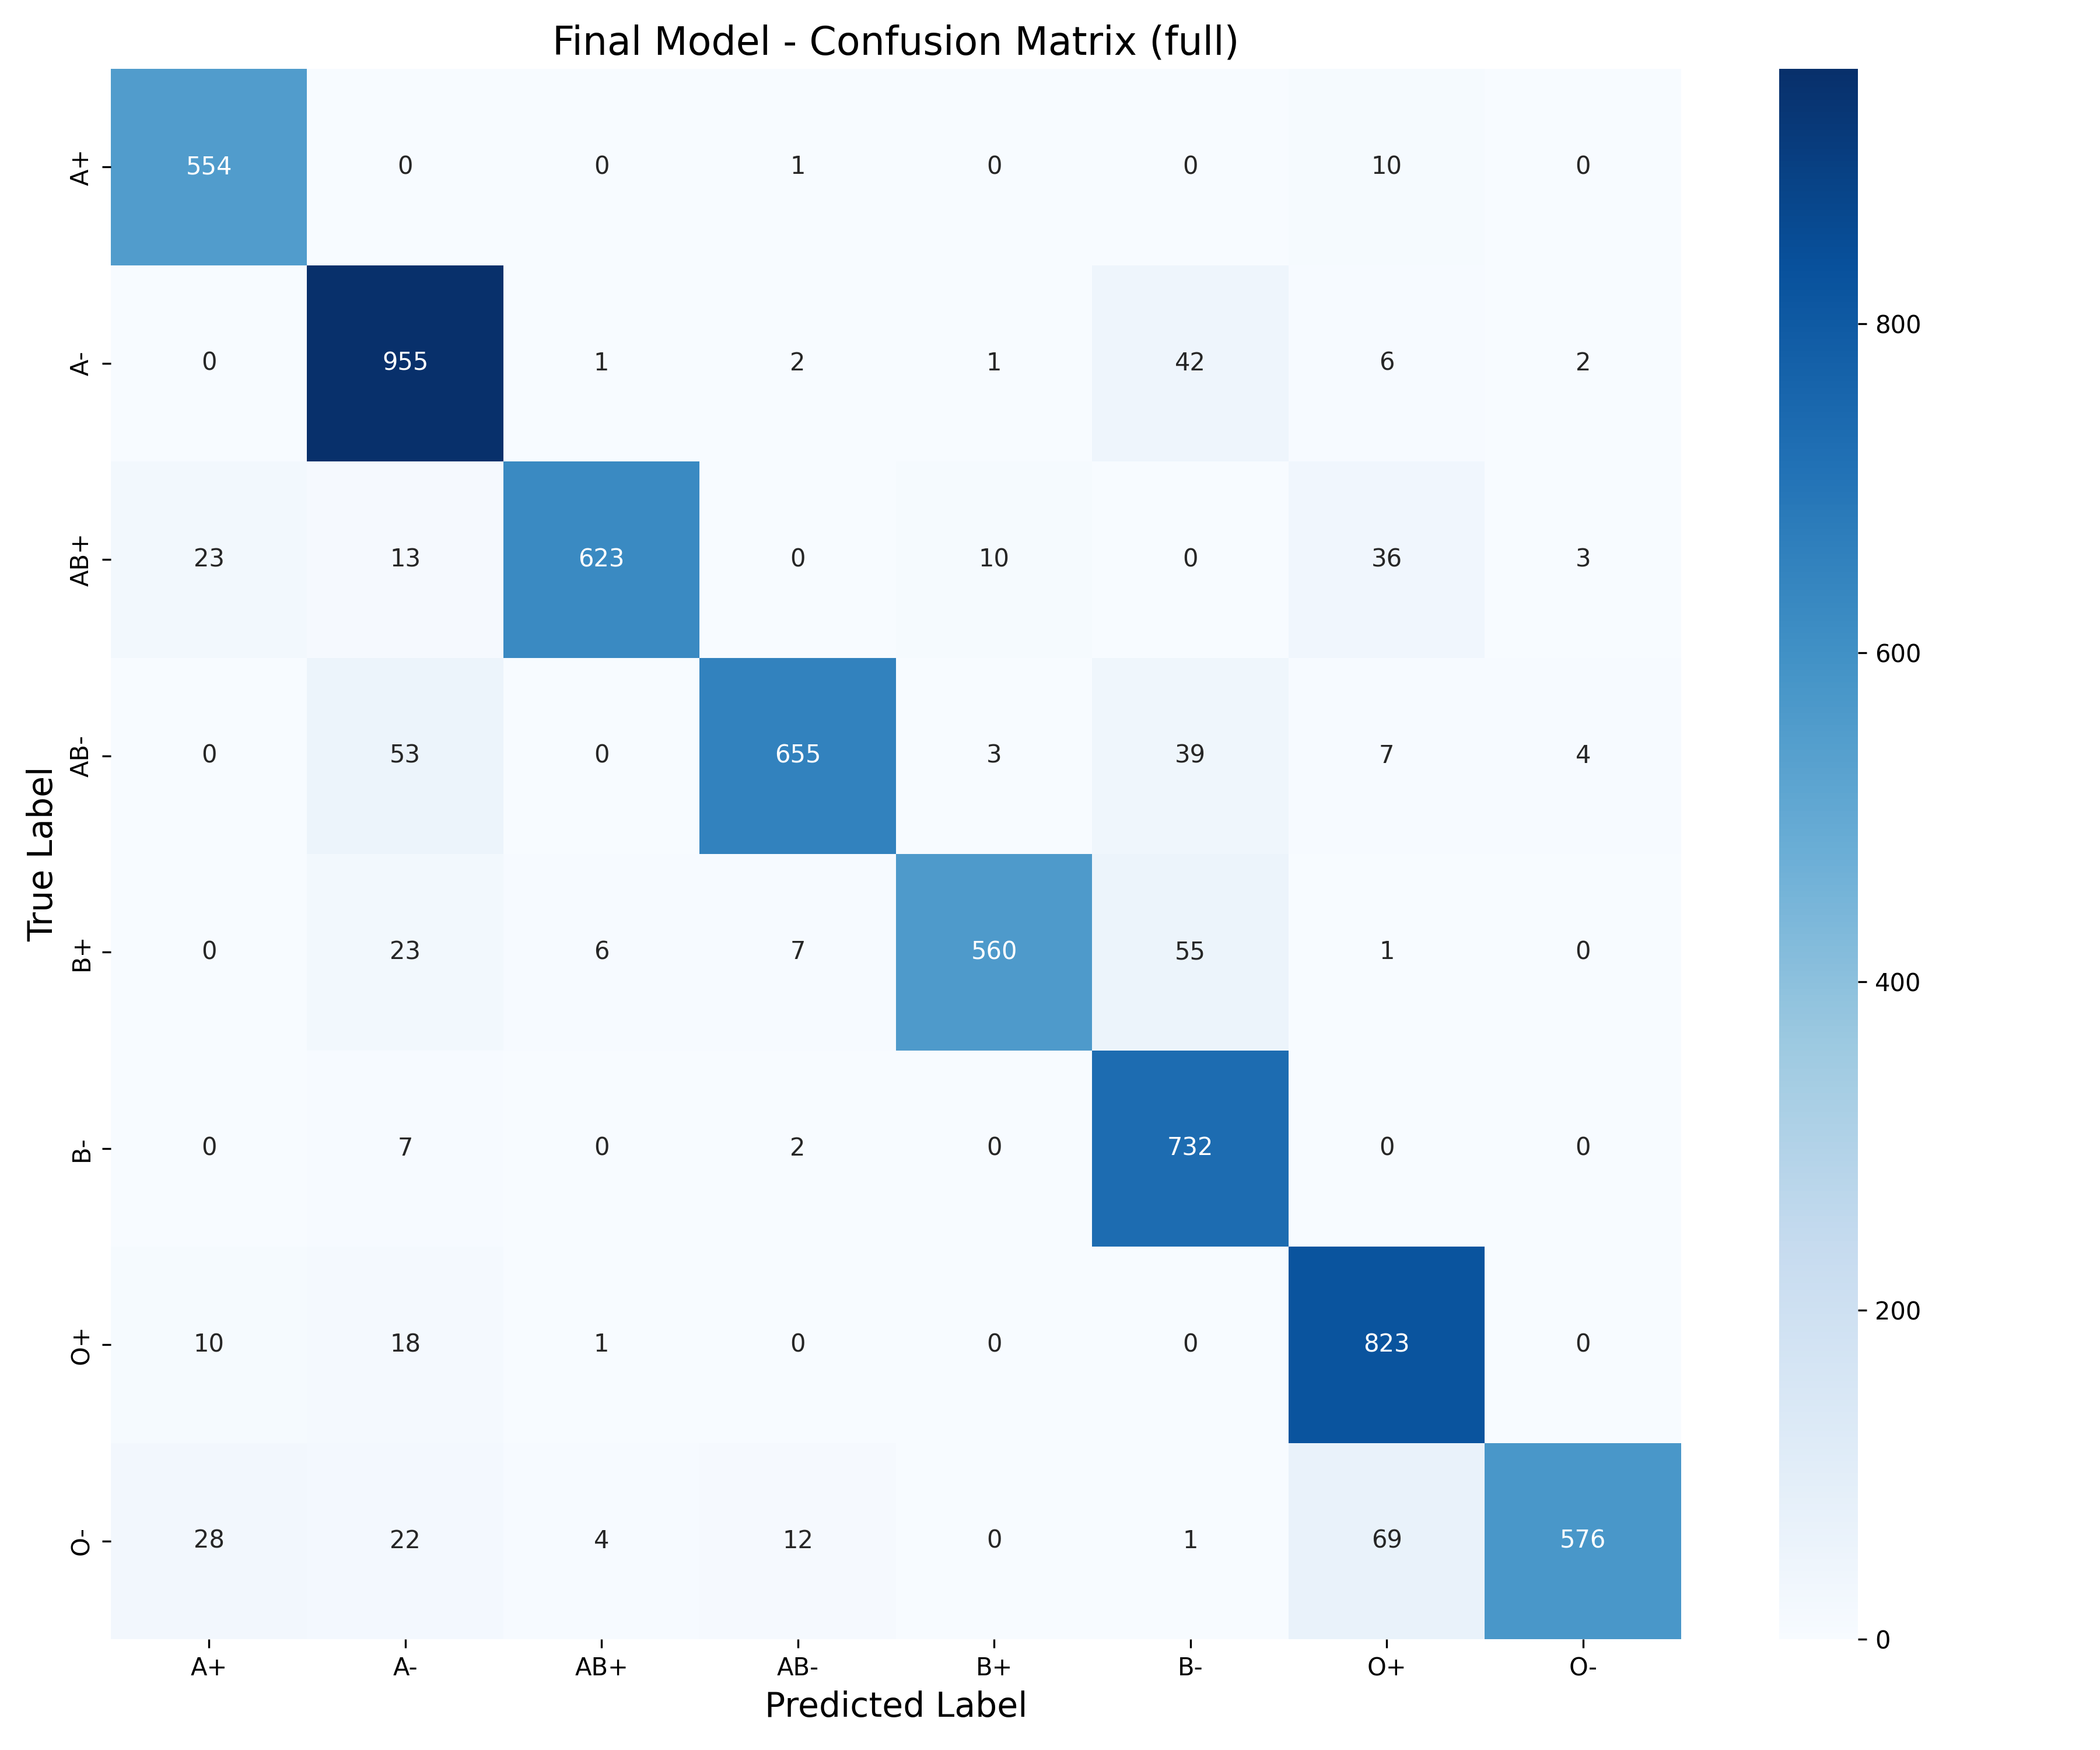 Final Model - Confusion Matrix (full)
A+ 554 0 0 1 0 0 10 0
A- 0 955 1 2 1 42 6 2
AB+ 23 13 623 0 10 0 36 3
AB- 0 53 0 655 3 39 7 4
B+ 0 23 6 7 560 55 1 0
B- 0 7 0 2 0 732 0 0
O+ 10 18 1 0 0 0 823 0
O- 28 22 4 12 0 1 69 576
A+ A- AB+ AB- B+ B- O+ O-
Predicted Label
True Label
800
600
400
200
0